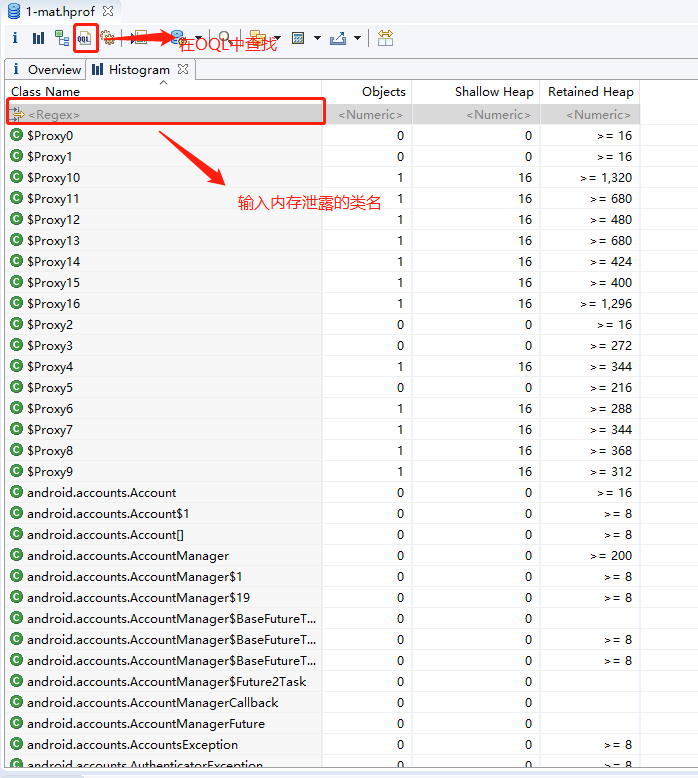 1-mat.hprof
OQL
在OQL中查找
Overview Histogram
Class Name Objects Shallow Heap Retained Heap
<Regex> <Numeric> <Numeric> <Numeric>
$Proxy0 0 0 >= 16
$Proxy1 0 0 >= 16
$Proxy10 1 16 >= 1,320
$Proxy11 1 16 >= 680
输入内存泄露的类名
$Proxy12 1 16 >= 480
$Proxy13 1 16 >= 680
$Proxy14 1 16 >= 424
$Proxy15 1 16 >= 400
$Proxy16 1 16 >= 1,296
$Proxy2 0 0 >= 16
$Proxy3 0 0 >= 272
$Proxy4 1 16 >= 344
$Proxy5 0 0 >= 216
$Proxy6 1 16 >= 288
$Proxy7 1 16 >= 344
$Proxy8 1 16 >= 368
$Proxy9 1 16 >= 312
android.accounts.Account 0 0 >= 16
android.accounts.Account$1 0 0 >= 8
android.accounts.Account[] 0 0 >= 8
android.accounts.AccountManager 0 0 >= 200
android.accounts.AccountManager$1 0 0 >= 8
android.accounts.AccountManager$19 0 0 >= 8
android.accounts.AccountManager$BaseFutureT... 0 0
android.accounts.AccountManager$BaseFutureT... 0 0 >= 8
android.accounts.AccountManager$BaseFutureT... 0 0 >= 8
android.accounts.AccountManager$Future2Task 0 0
android.accounts.AccountManagerCallback 0 0
android.accounts.AccountManagerFuture 0 0
android.accounts.AccountsException 0 0 >= 8
android.accounts.AuthenticatorException 0 0 >= 8